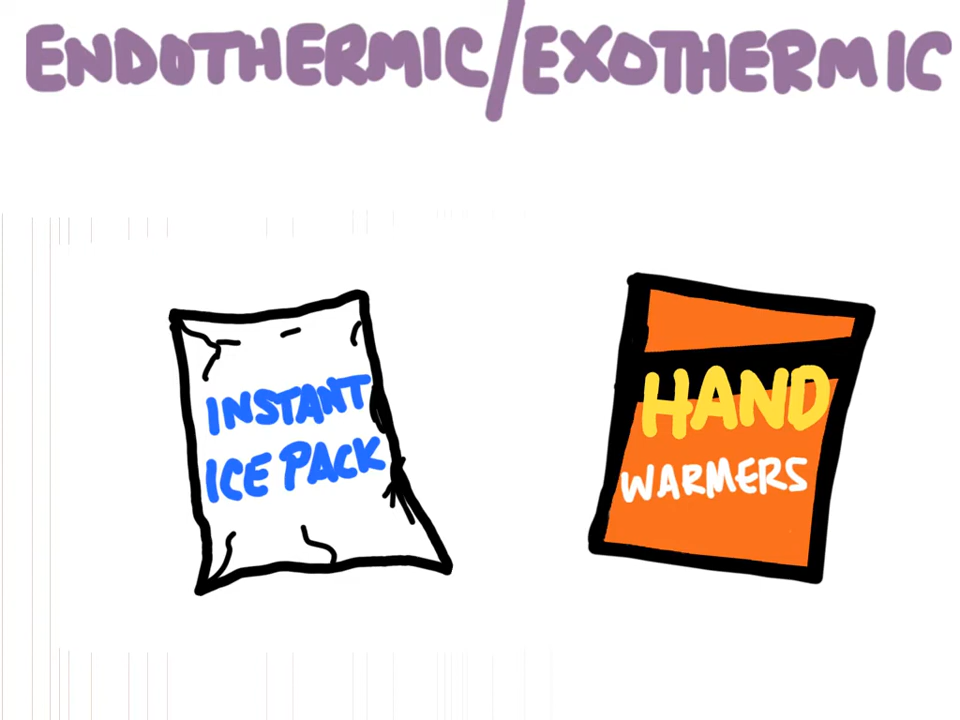 ENDOTHERMIC/EXOTHERMIC
INSTANT
ICE PACK
HAND
WARMERS